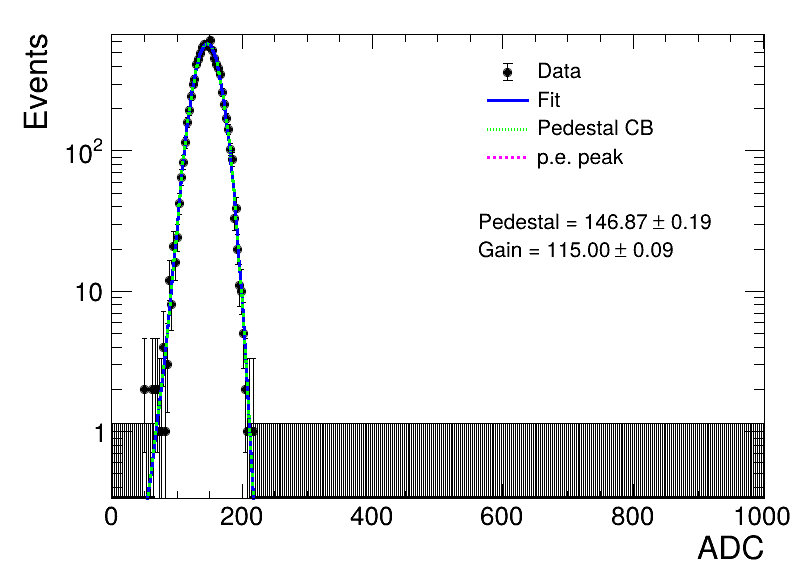 Events
Data
Fit
Pedestal CB
p.e. peak
Pedestal = 146.87 ± 0.19
Gain = 115.00 ± 0.09
10²
10
1
0 200 400 600 800 1000
ADC